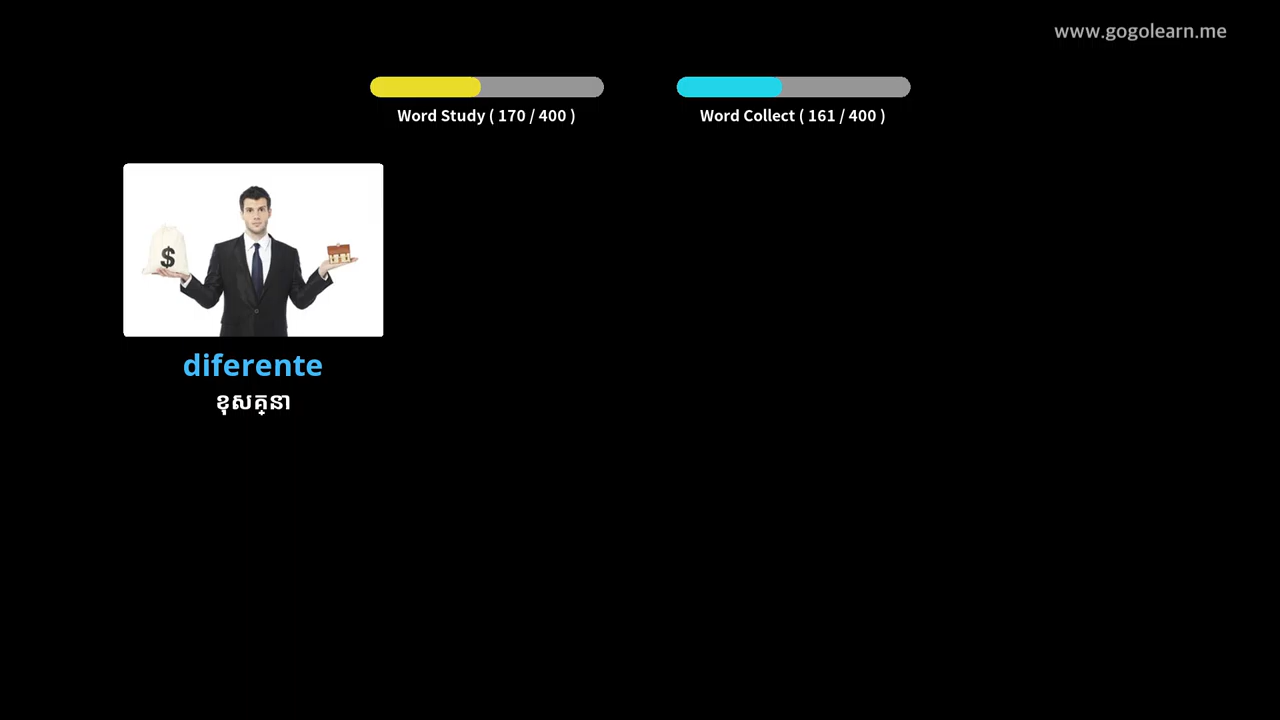 www.gogolearn.me
Word Study ( 170 / 400 )
Word Collect ( 161 / 400 )
$
diferente
ខុសគ្នា